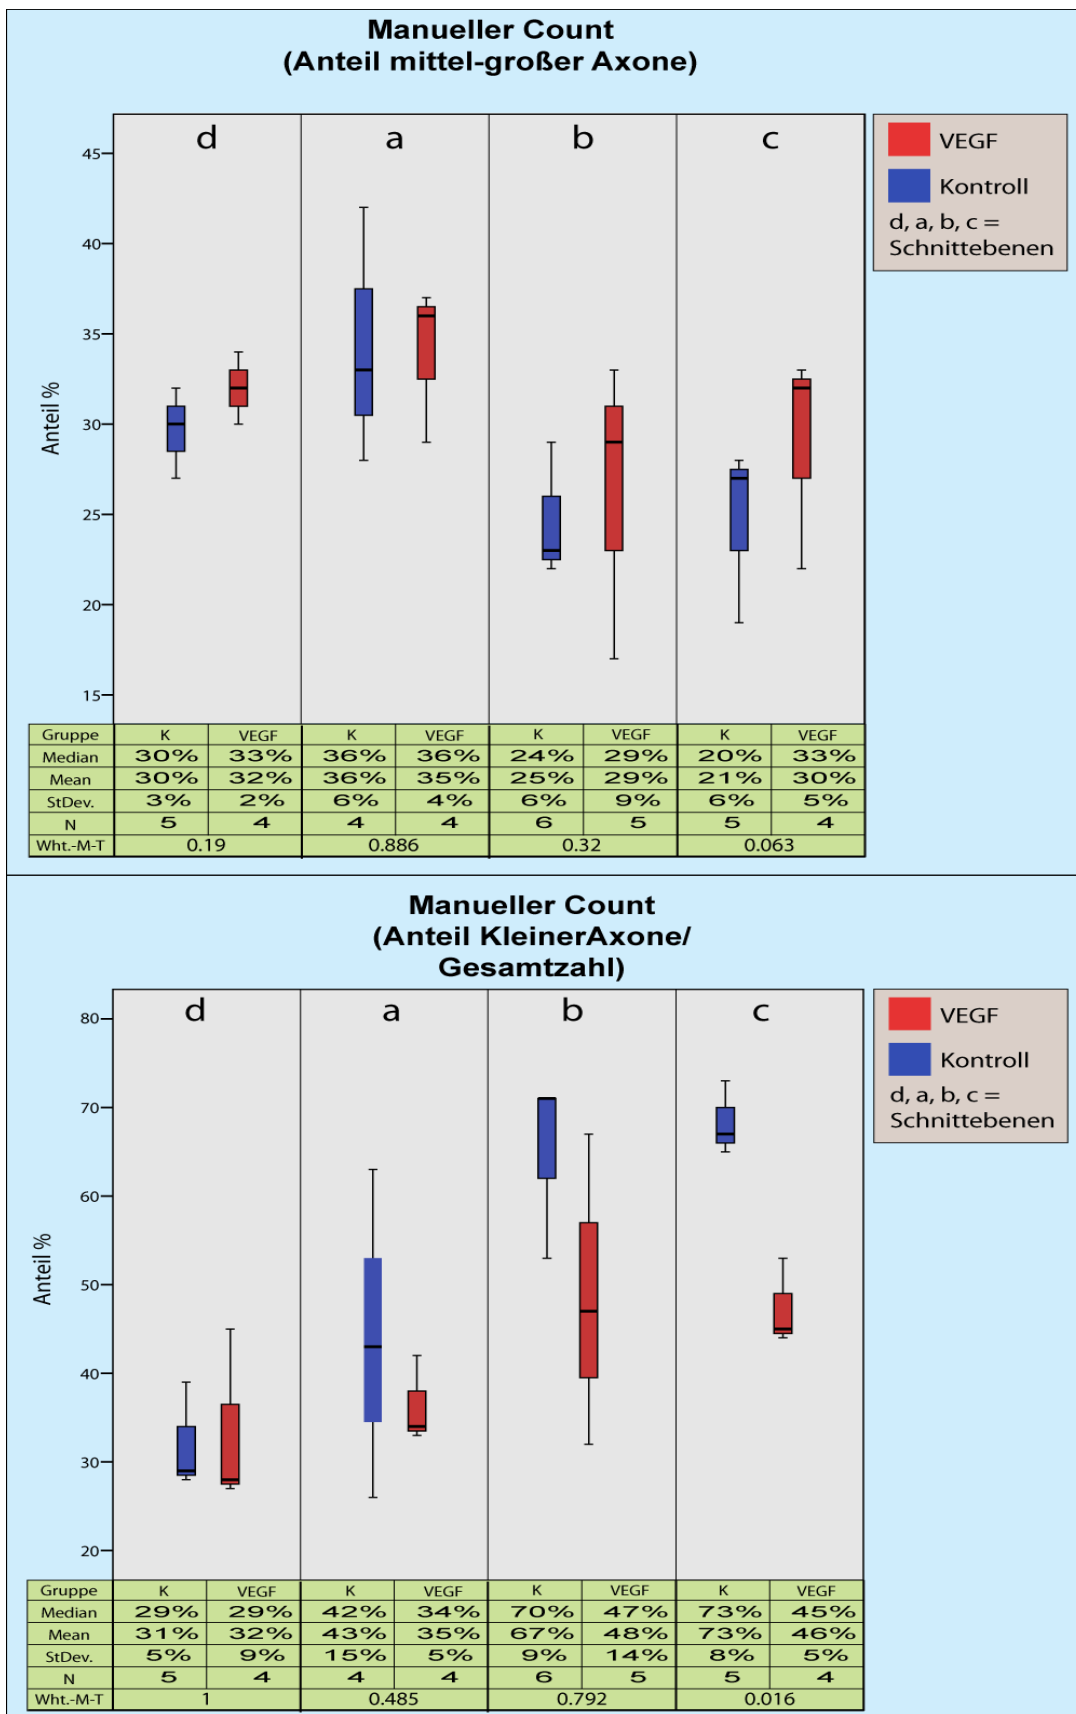 Manueller Count
(Anteil mittel-großer Axone)
d a b c
VEGF
Kontroll
d, a, b, c =
Schnittebenen
Anteil %
45
40
35
30
25
20
15
Gruppe K VEGF K VEGF K VEGF K VEGF
Median 30% 33% 36% 36% 24% 29% 20% 33%
Mean 30% 32% 36% 35% 25% 29% 21% 30%
StDev. 3% 2% 6% 4% 6% 9% 6% 5%
N 5 4 4 4 6 5 5 4
Wht.-M-T 0.19 0.886 0.32 0.063
Manueller Count
(Anteil KleinerAxone/
Gesamtzahl)
d a b c
VEGF
Kontroll
d, a, b, c =
Schnittebenen
Anteil %
80
70
60
50
40
30
20
Gruppe K VEGF K VEGF K VEGF K VEGF
Median 29% 29% 42% 34% 70% 47% 73% 45%
Mean 31% 32% 43% 35% 67% 48% 73% 46%
StDev. 5% 9% 15% 5% 9% 14% 8% 5%
N 5 4 4 4 6 5 5 4
Wht.-M-T 1 0.485 0.792 0.016